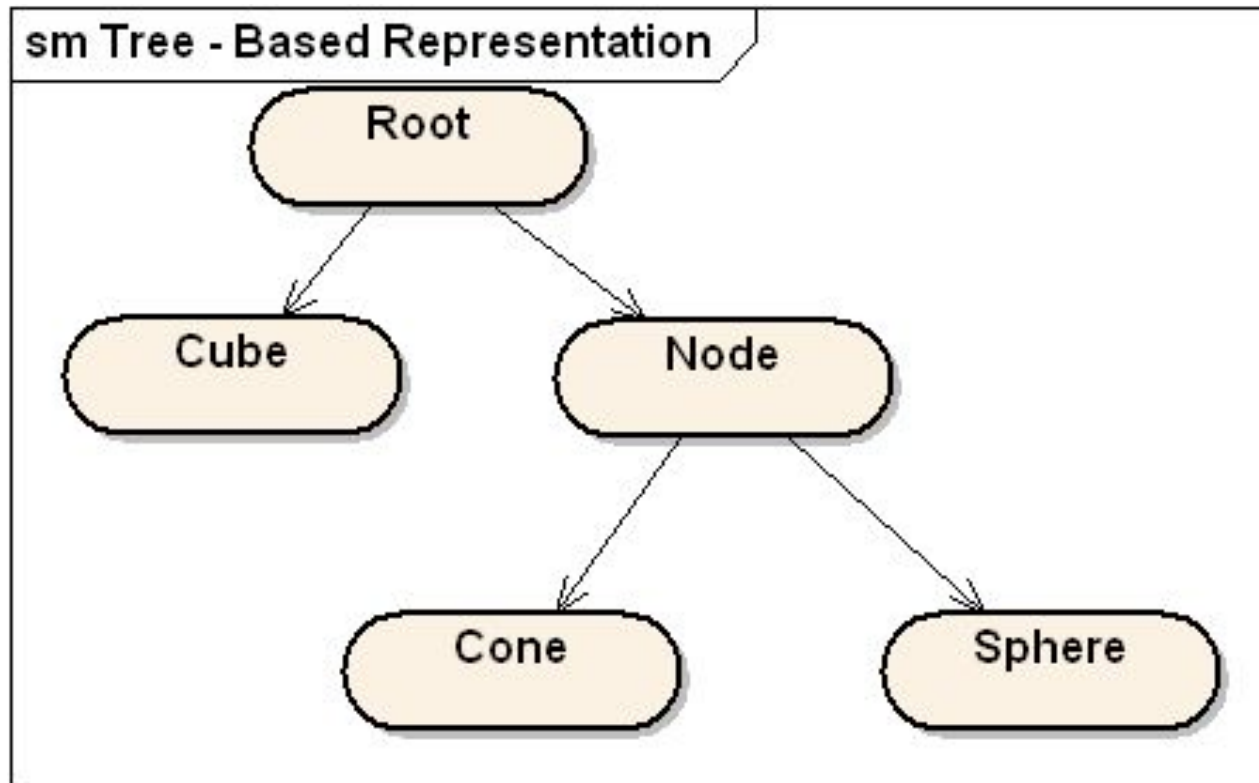 sm Tree - Based Representation
Root
Cube
Node
Cone
Sphere